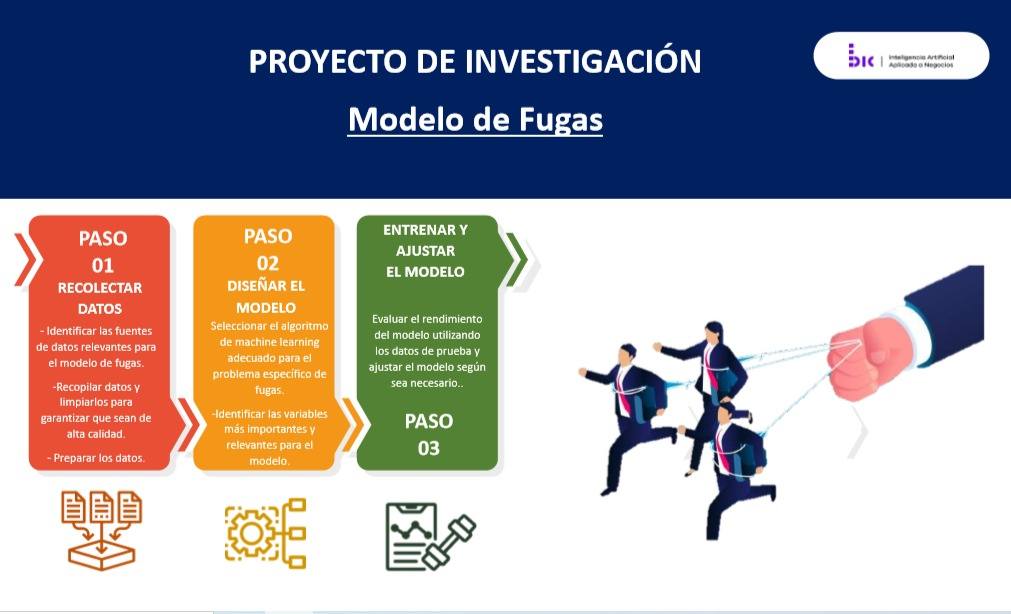 PROYECTO DE INVESTIGACIÓN
Modelo de Fugas
bic
Inteligencia Artificial
Aplicada a Negocios
PASO
01
RECOLECTAR
DATOS
- Identificar las fuentes
de datos relevantes para
el modelo de fugas.
-Recopilar datos y
limpiarlos para
garantizar que sean de
alta calidad.
- Preparar los datos.
PASO
02
DISEÑAR EL
MODELO
Seleccionar el algoritmo
de machine learning
adecuado para el
problema específico de
fugas.
-Identificar las variables
más importantes y
relevantes para el
modelo.
ENTRENAR Y
AJUSTAR
EL MODELO
Evaluar el rendimiento
del modelo utilizando
los datos de prueba y
ajustar el modelo según
sea necesario..
PASO
03